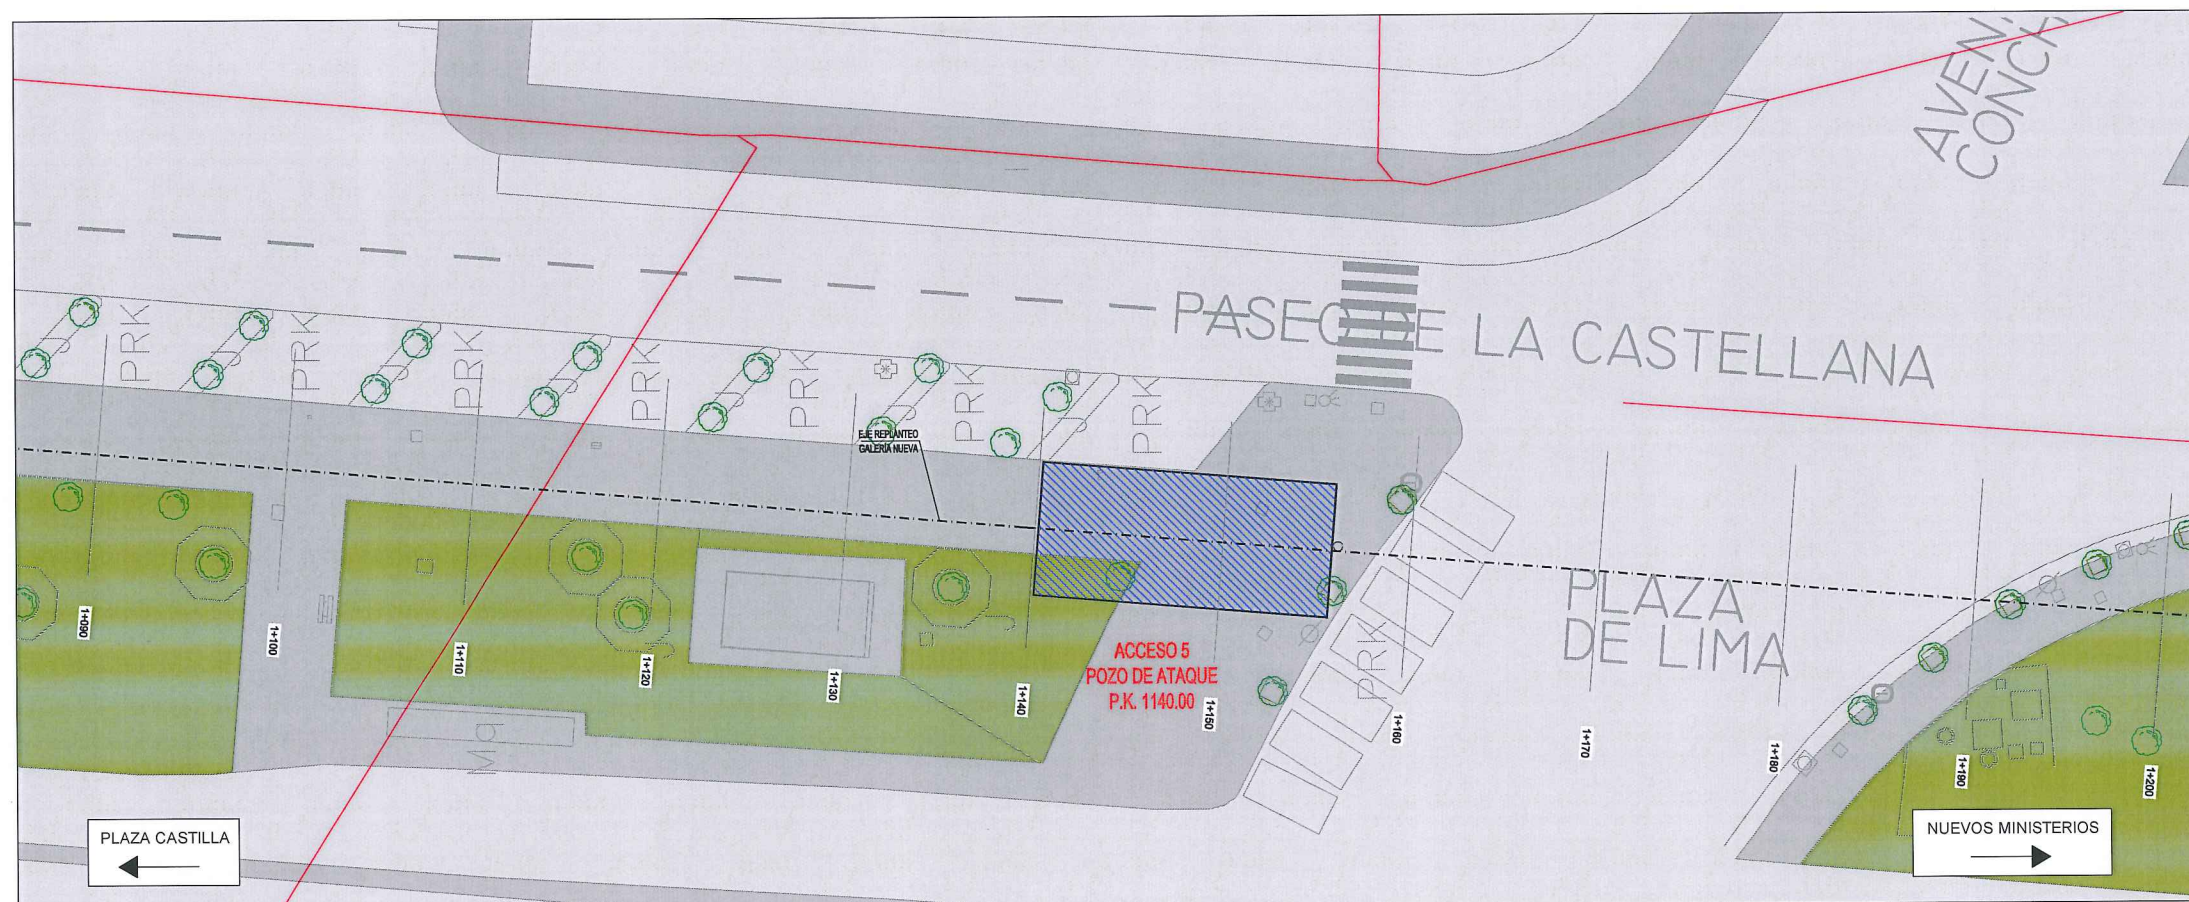 AVEN.
CONCH
PASEO DE LA CASTELLANA
PRK
PRK
PRK
PRK
PRK
PRK
PRK
EJE REPLANTEO
GALERÍA NUEVA
PLAZA
DE LIMA
ACCESO 5
POZO DE ATAQUE
P.K. 1140.00
PRK
1+090
1+100
1+110
1+120
1+130
1+140
1+150
1+160
1+170
1+180
1+190
1+200
PLAZA CASTILLA
NUEVOS MINISTERIOS